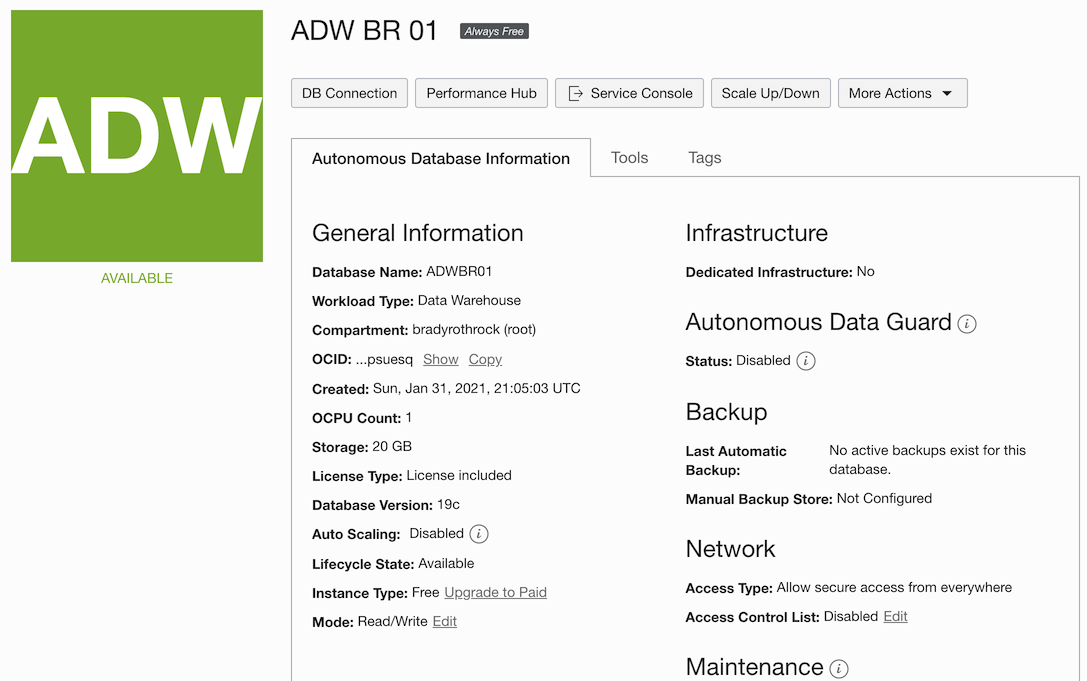 ADW
AVAILABLE
ADW BR 01 Always Free
DB Connection Performance Hub Service Console Scale Up/Down More Actions
Autonomous Database Information Tools Tags
General Information
Database Name: ADWBR01
Workload Type: Data Warehouse
Compartment: bradyrothrock (root)
OCID: ...psuesq Show Copy
Created: Sun, Jan 31, 2021, 21:05:03 UTC
OCPU Count: 1
Storage: 20 GB
License Type: License included
Database Version: 19c
Auto Scaling: Disabled i
Lifecycle State: Available
Instance Type: Free Upgrade to Paid
Mode: Read/Write Edit
Infrastructure
Dedicated Infrastructure: No
Autonomous Data Guard i
Status: Disabled i
Backup
Last Automatic Backup: No active backups exist for this database.
Manual Backup Store: Not Configured
Network
Access Type: Allow secure access from everywhere
Access Control List: Disabled Edit
Maintenance i